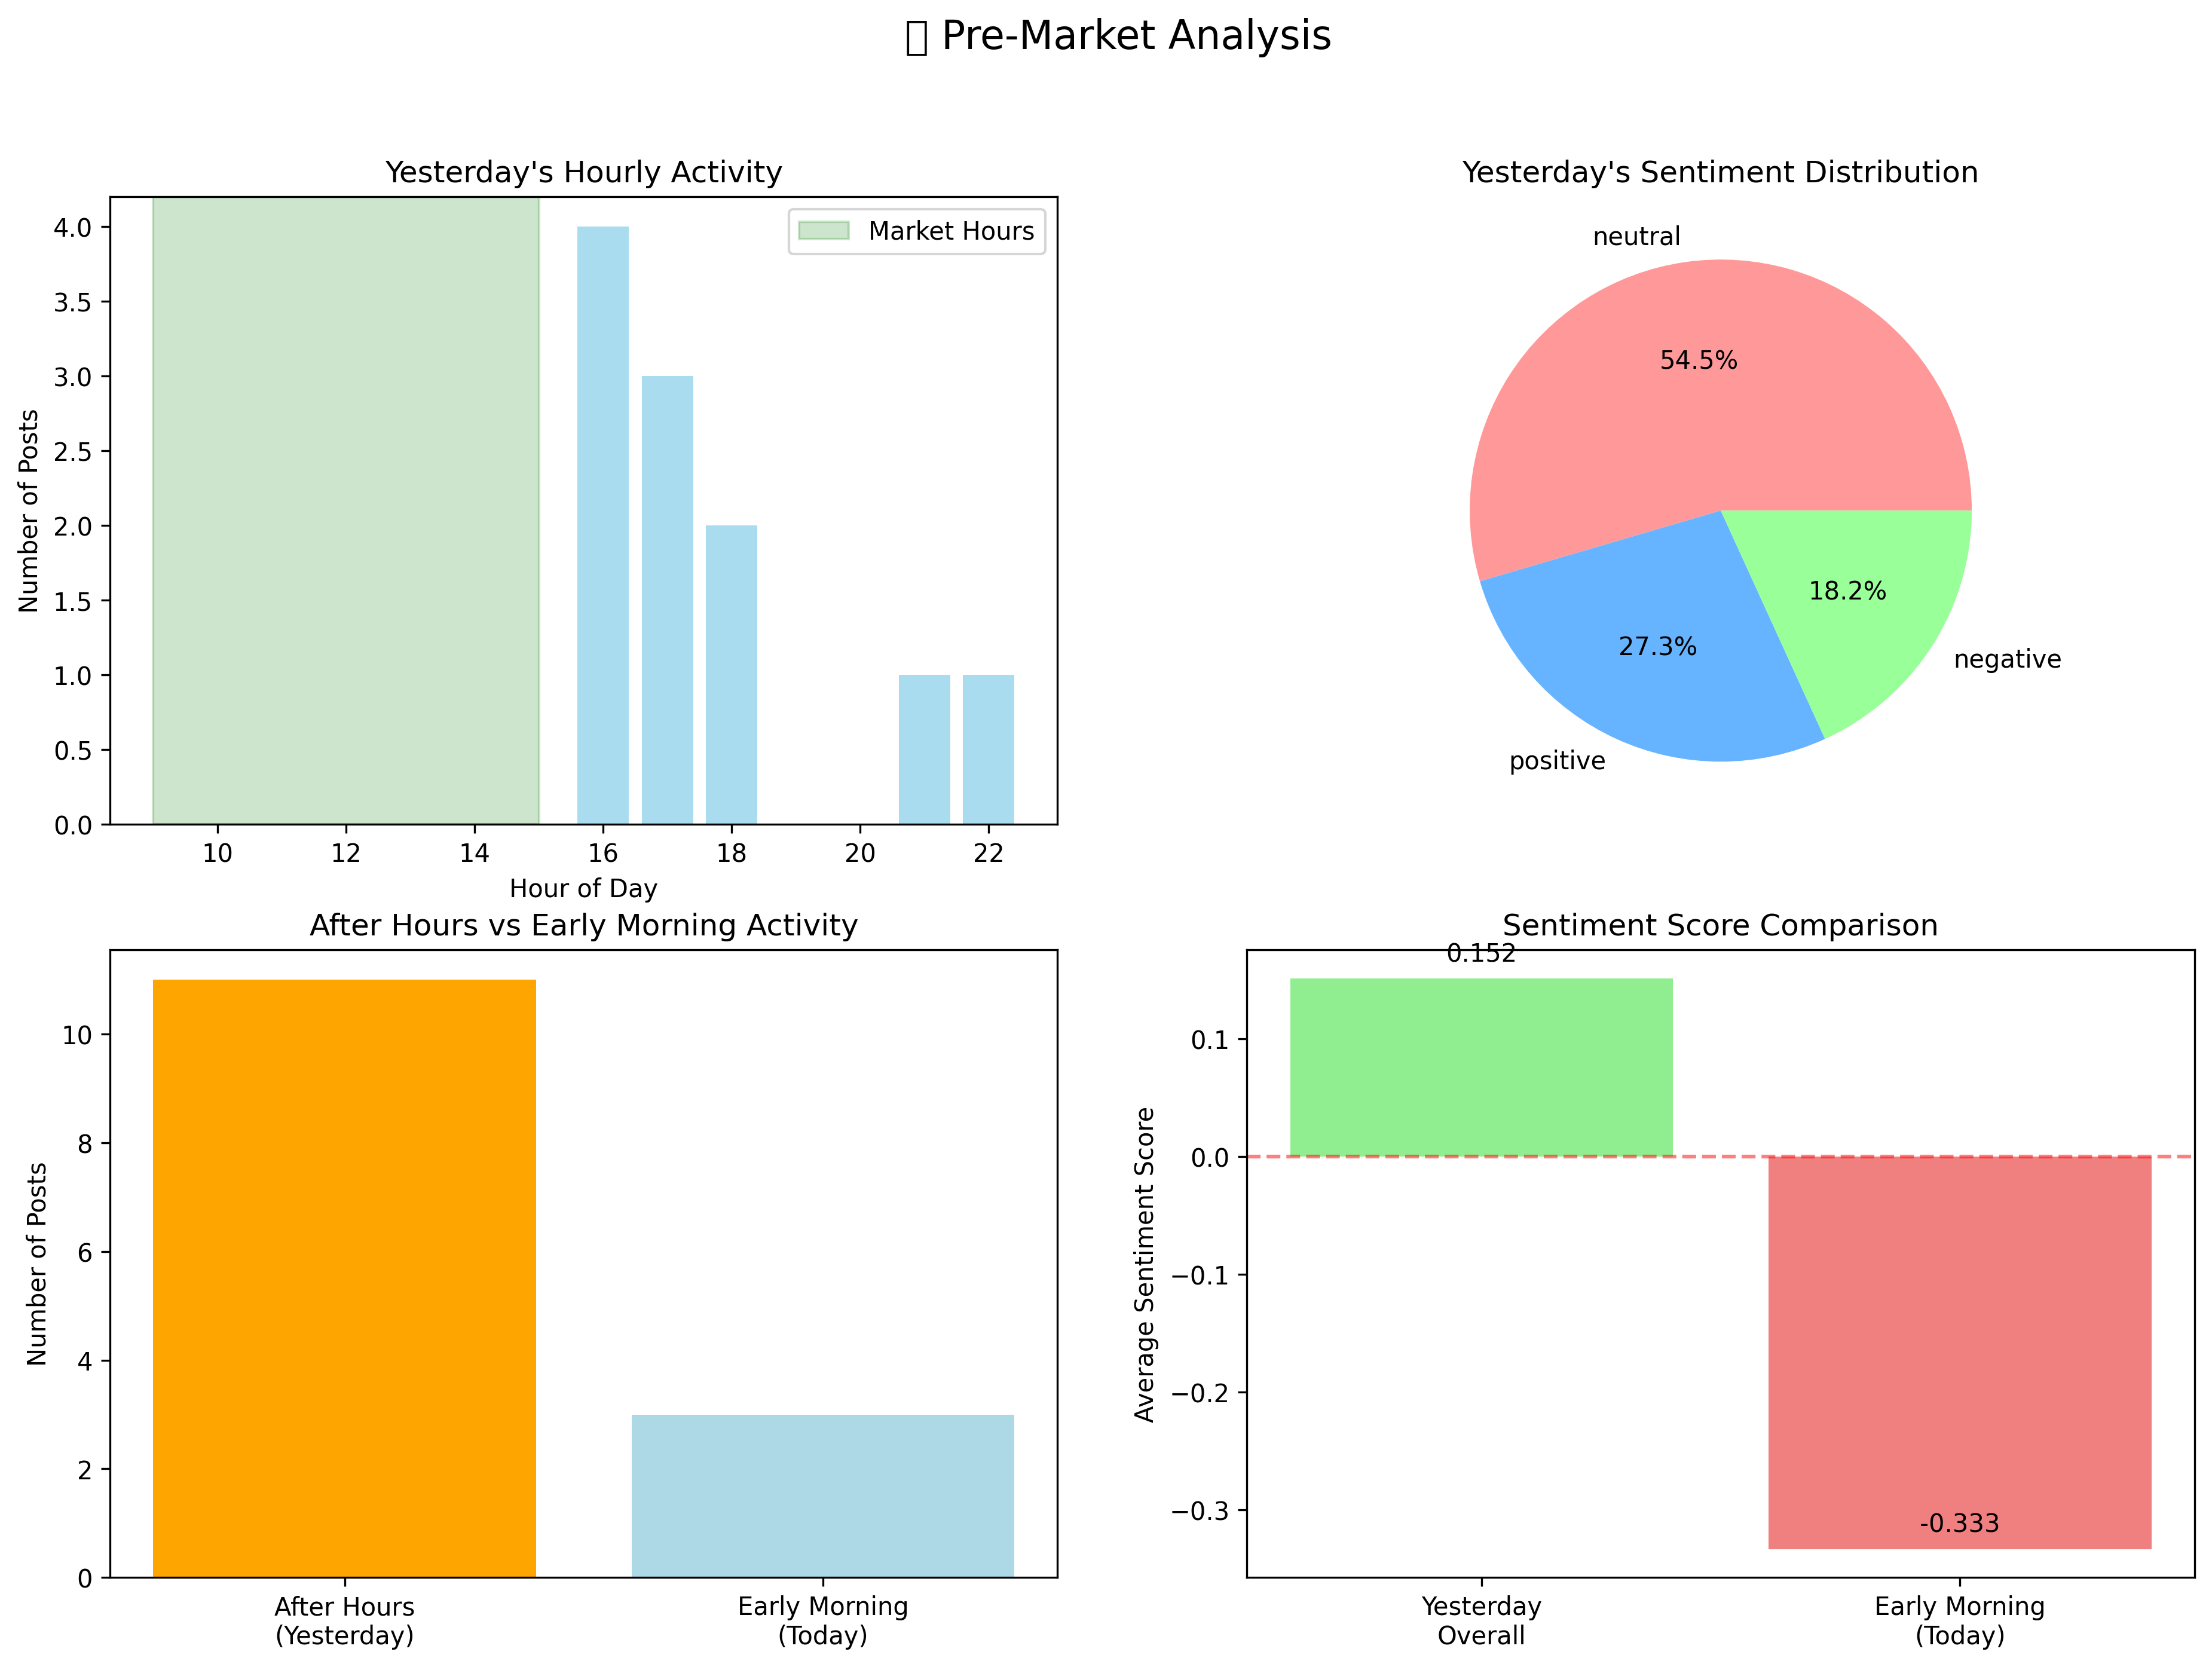 Pre-Market Analysis
Yesterday's Hourly Activity
Number of Posts
4.0
3.5
3.0
2.5
2.0
1.5
1.0
0.5
0.0
Market Hours
10 12 14 16 18 20 22
Hour of Day
Yesterday's Sentiment Distribution
neutral
54.5%
18.2%
27.3%
negative
positive
After Hours vs Early Morning Activity
Number of Posts
10
8
6
4
2
0
After Hours
(Yesterday)
Early Morning
(Today)
Sentiment Score Comparison
Average Sentiment Score
0.152
0.1
0.0
−0.1
−0.2
−0.3
-0.333
Yesterday
Overall
Early Morning
(Today)